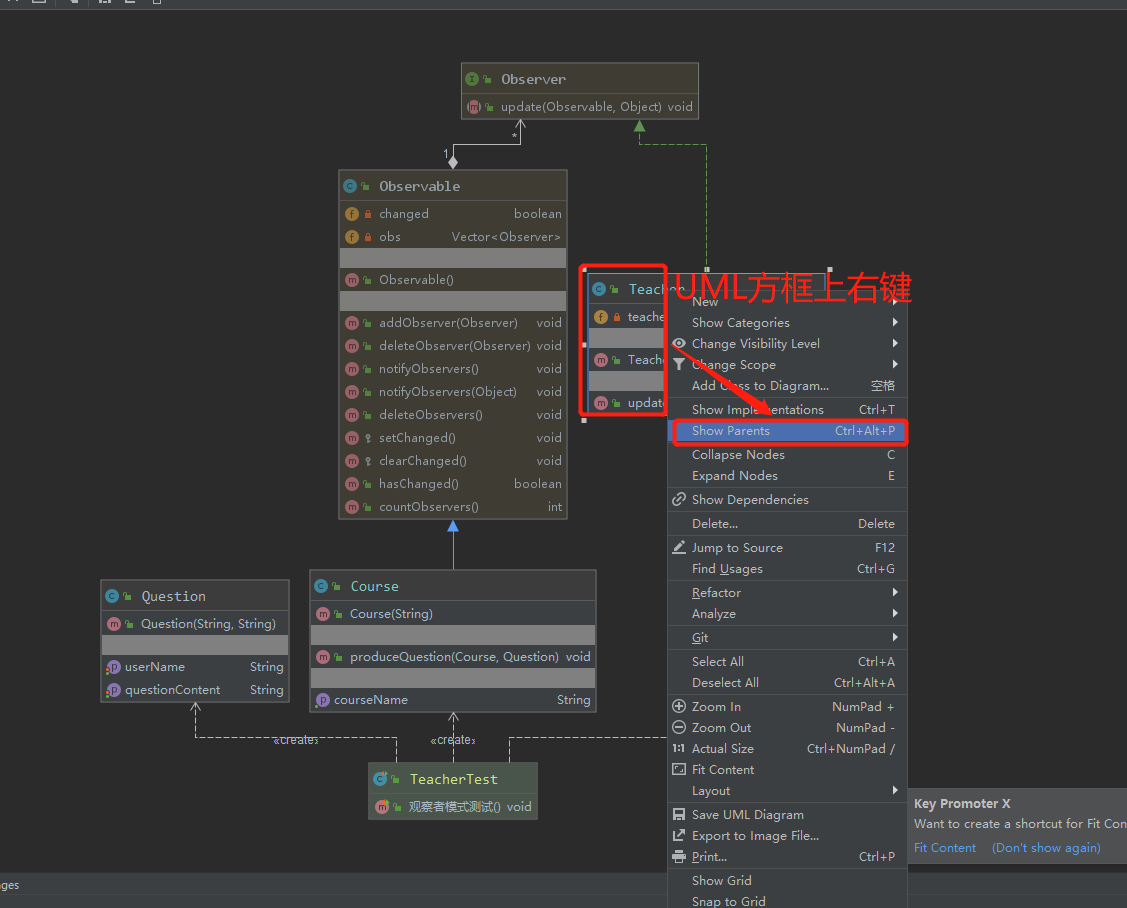 Observer
update(Observable, Object) void
*
1
Observable
changed boolean
obs Vector<Observer>
Observable()
addObserver(Observer) void
deleteObserver(Observer) void
notifyObservers() void
notifyObservers(Object) void
deleteObservers() void
setChanged() void
clearChanged() void
hasChanged() boolean
countObservers() int
UML方框上右键
Teacher
teache
Teache
update
New
Show Categories
Change Visibility Level
Change Scope
Add Class to Diagram... 空格
Show Implementations Ctrl+T
Show Parents Ctrl+Alt+P
Collapse Nodes C
Expand Nodes E
Show Dependencies
Delete... Delete
Jump to Source F12
Find Usages Ctrl+G
Refactor
Analyze
Git
Select All Ctrl+A
Deselect All Ctrl+Alt+A
Zoom In NumPad +
Zoom Out NumPad -
1:1 Actual Size Ctrl+NumPad /
Fit Content
Layout
Save UML Diagram
Export to Image File...
Print... Ctrl+P
Show Grid
Snap to Grid
Question
Question(String, String)
userName String
questionContent String
Course
Course(String)
produceQuestion(Course, Question) void
courseName String
«create»
«create»
TeacherTest
观察者模式测试() void
Key Promoter X
Want to create a shortcut for Fit Con
Fit Content (Don't show again)
ges